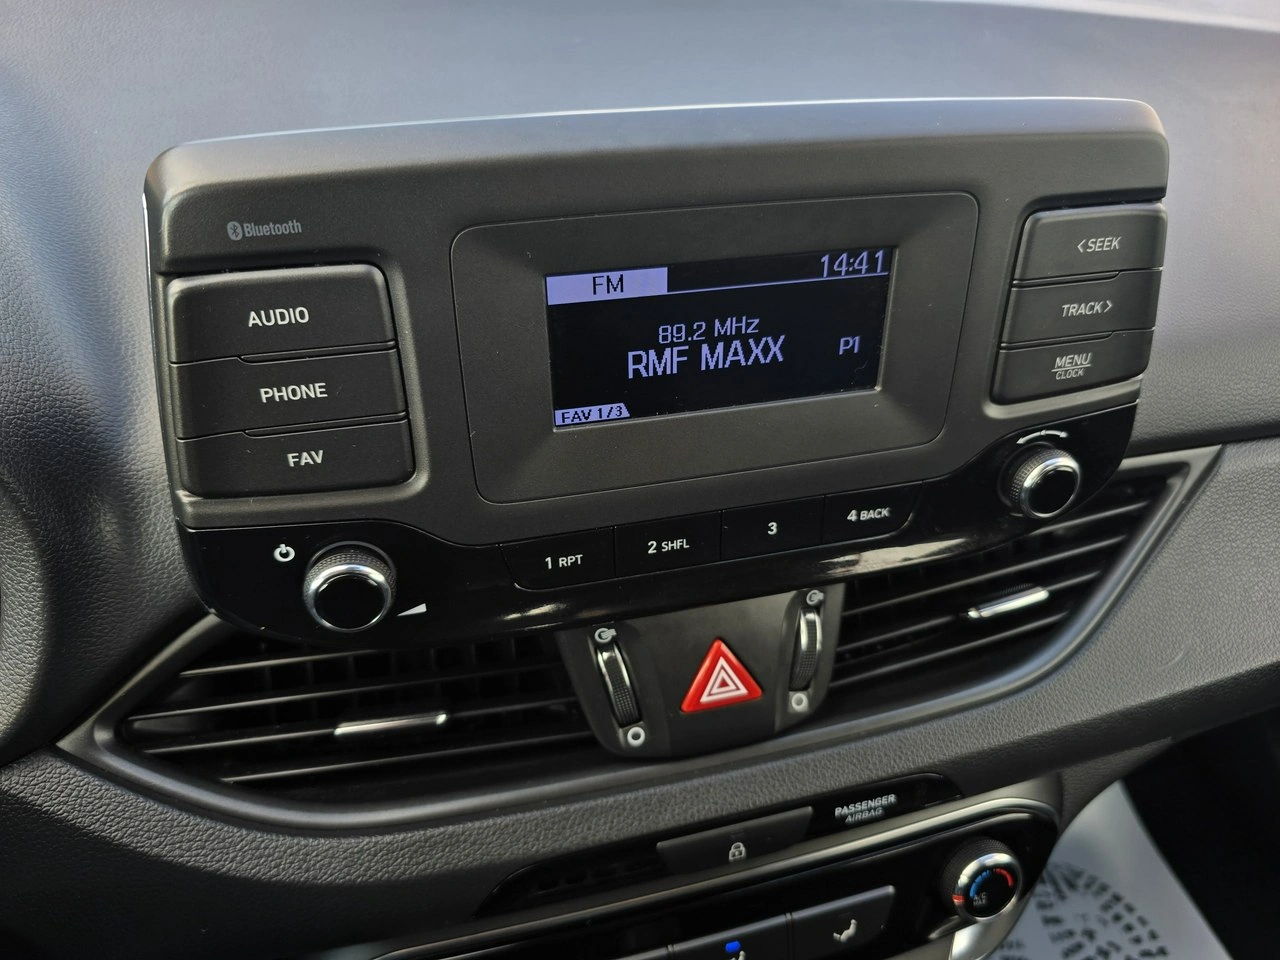 Bluetooth
AUDIO
PHONE
FAV
FM
14:41
89.2 MHz
RMF MAXX
P1
FAV 1/3
<SEEK
TRACK>
MENU
CLOCK
1 RPT
2 SHFL
3
4 BACK
PASSENGER
AIRBAG
A/C
MAX